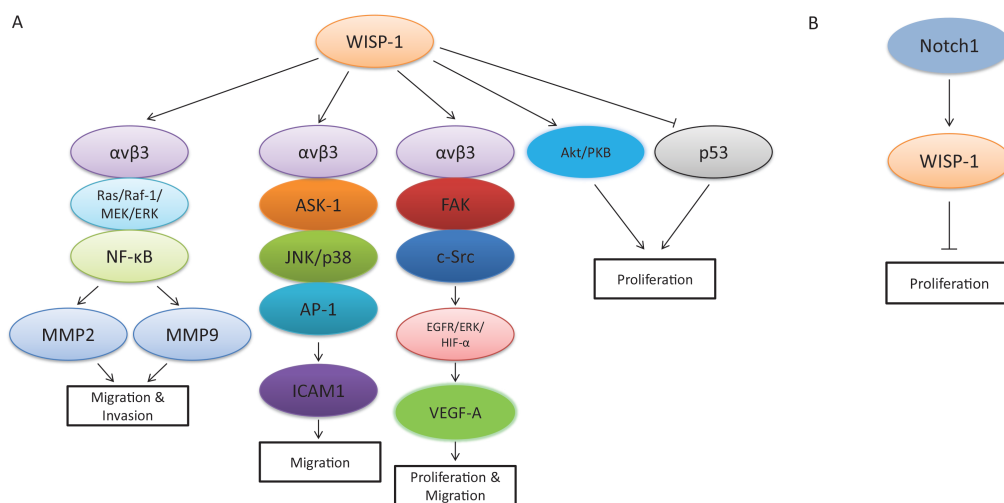 A
WISP-1
αvβ3
Ras/Raf-1/
MEK/ERK
NF-κB
MMP2
MMP9
Migration &
Invasion
αvβ3
ASK-1
JNK/p38
AP-1
ICAM1
Migration
αvβ3
FAK
c-Src
EGFR/ERK/
HIF-α
VEGF-A
Proliferation &
Migration
Akt/PKB
p53
Proliferation
B
Notch1
WISP-1
Proliferation